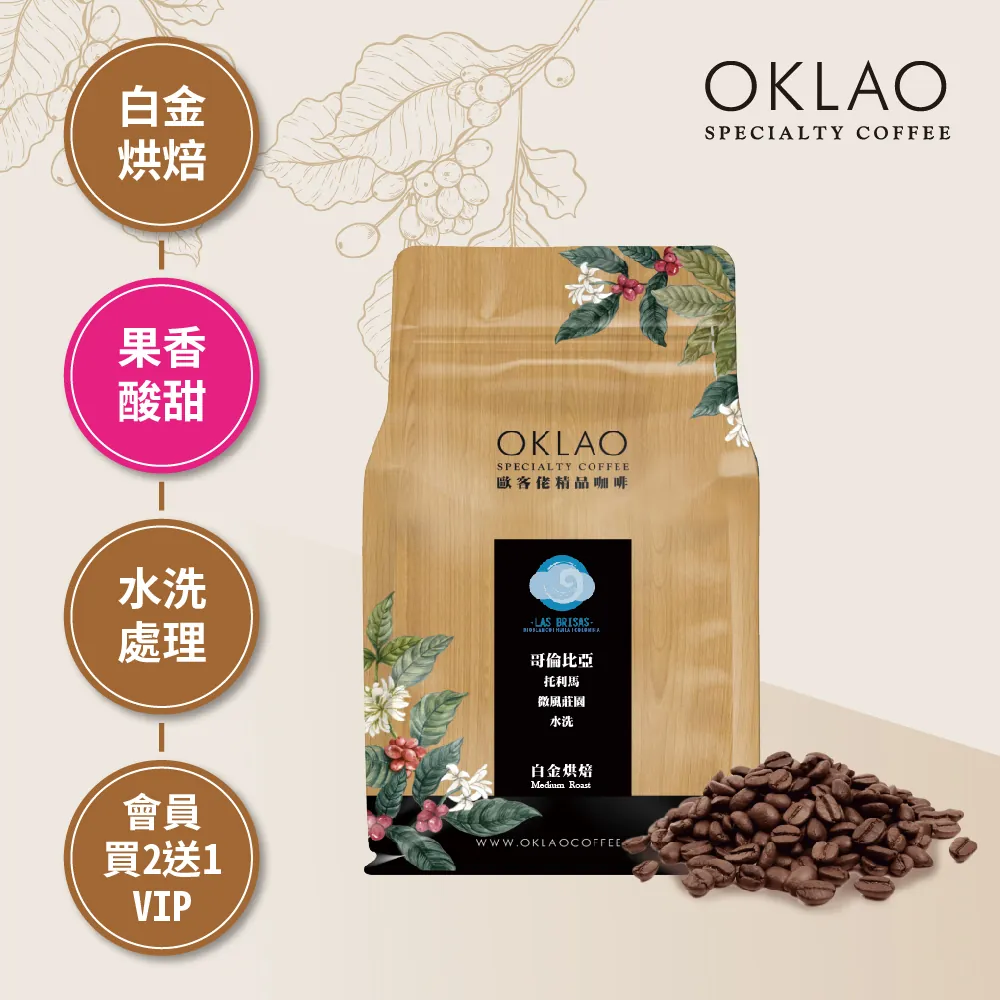 白金
烘焙
果香
酸甜
水洗
處理
會員
買2送1
VIP
OKLAO
SPECIALTY COFFEE
OKLAO
SPECIALTY COFFEE
歐客佬精品咖啡
·LAS BRISAS·
哥倫比亞
托利馬
微風莊園
水洗
白金烘焙
Medium Roast
WWW.OKLAOCOFFEE